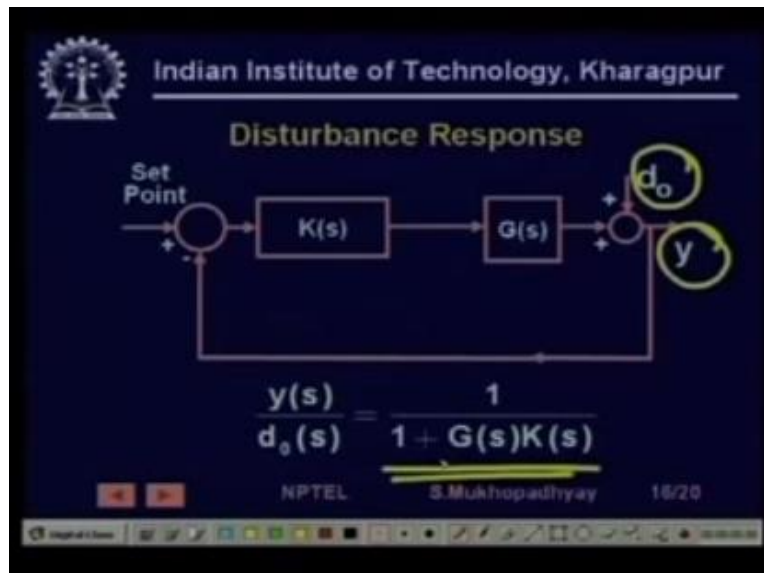 Indian Institute of Technology, Kharagpur
Disturbance Response
Set
Point
+
-
K(s)
G(s)
+
+
d₀
y
y(s)
d₀(s)
=
1
1 + G(s)K(s)
NPTEL S.Mukhopadhyay 16/20